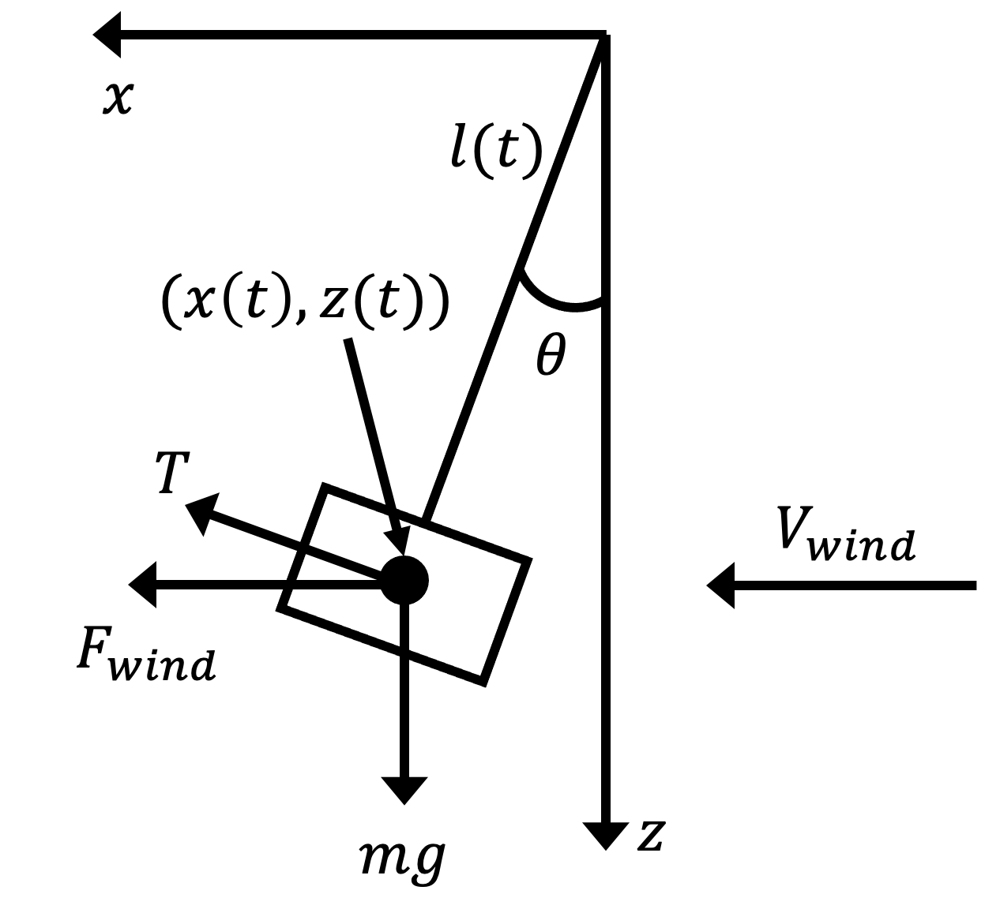 x
l(t)
(x(t), z(t))
θ
T
V_wind
F_wind
z
mg